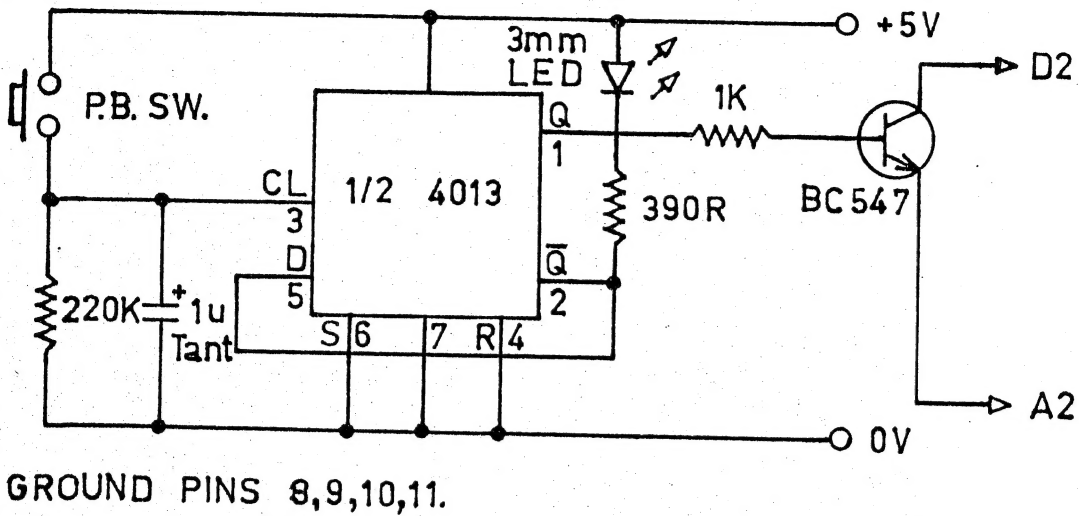 +5V
3mm
LED
D2
P.B. SW.
1K
Q
1
CL
3
1/2 4013
390R
BC547
D
5
Q̅
2
220K
+
1u
Tant
S 6
7
R 4
A2
0V
GROUND PINS 8,9,10,11.